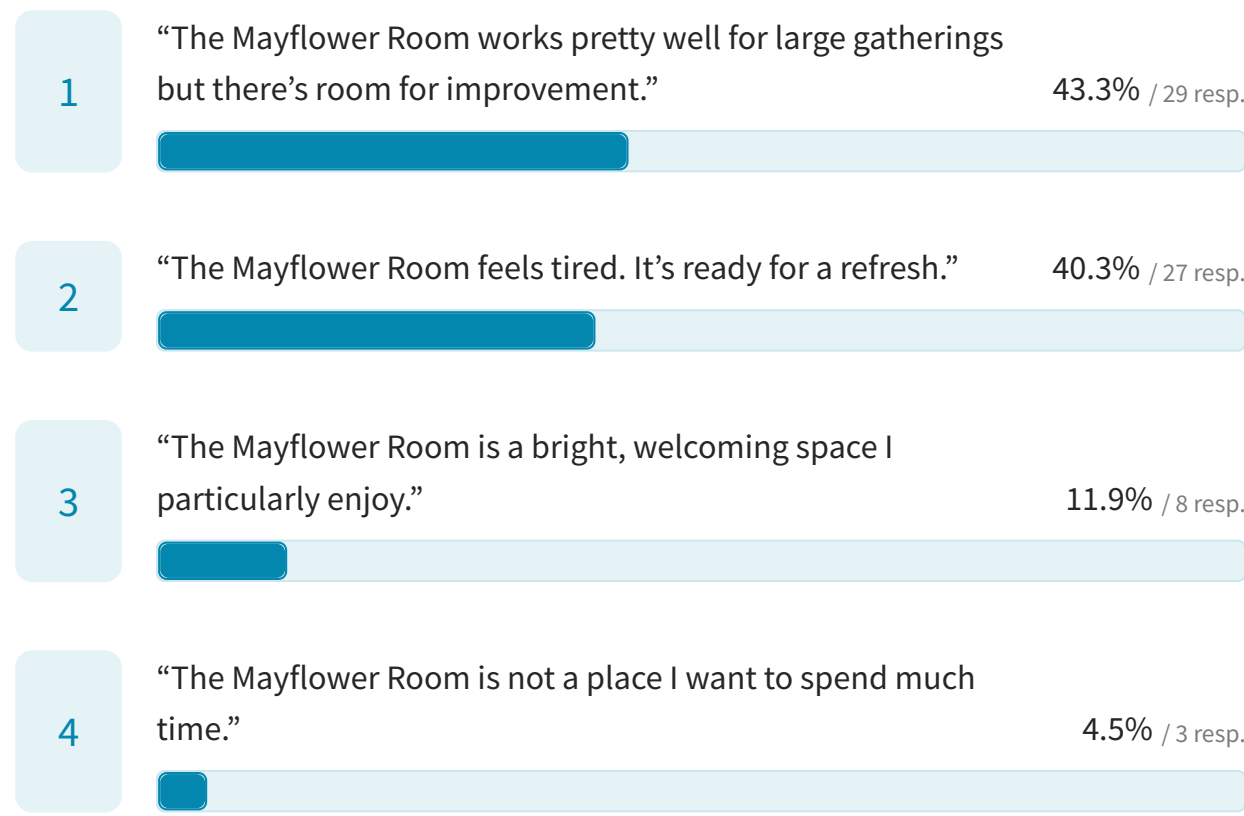 1
“The Mayflower Room works pretty well for large gatherings
but there’s room for improvement.”
43.3% / 29 resp.
2
“The Mayflower Room feels tired. It’s ready for a refresh.”
40.3% / 27 resp.
3
“The Mayflower Room is a bright, welcoming space I
particularly enjoy.”
11.9% / 8 resp.
4
“The Mayflower Room is not a place I want to spend much
time.”
4.5% / 3 resp.